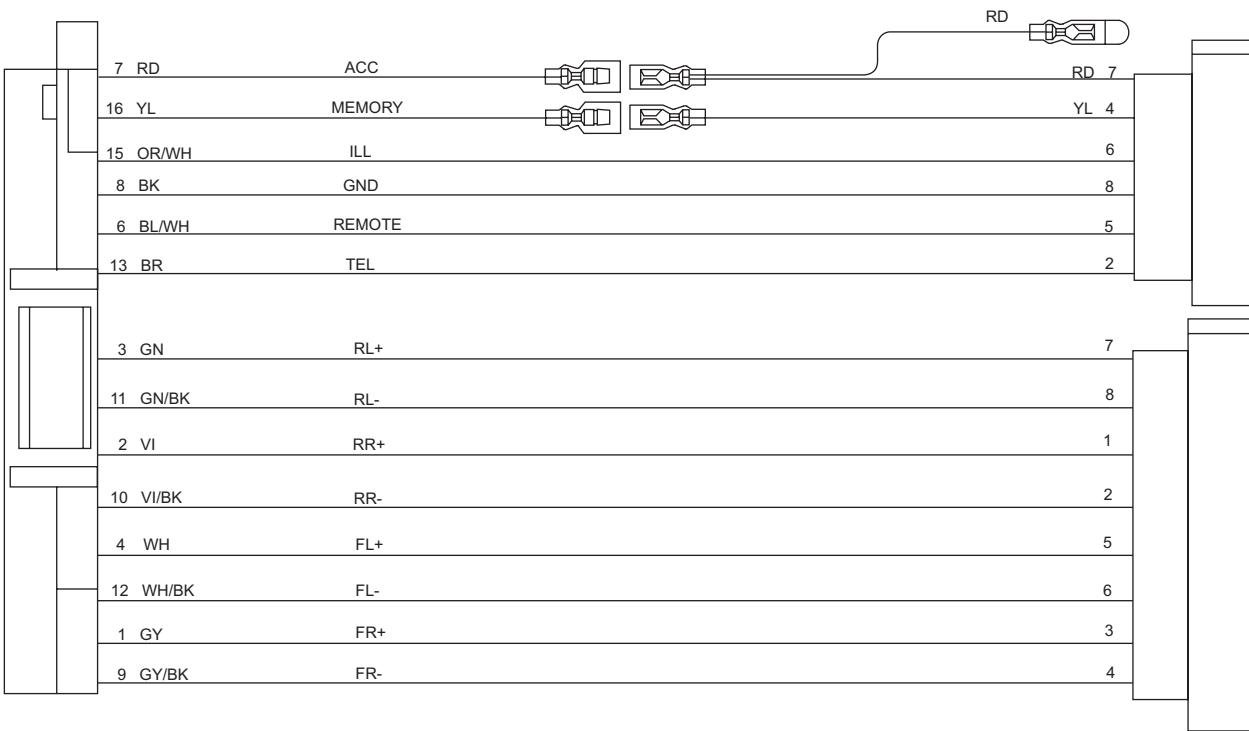 RD
7 RD ACC RD 7
16 YL MEMORY YL 4
15 OR/WH ILL 6
8 BK GND 8
6 BL/WH REMOTE 5
13 BR TEL 2
3 GN RL+ 7
11 GN/BK RL- 8
2 VI RR+ 1
10 VI/BK RR- 2
4 WH FL+ 5
12 WH/BK FL- 6
1 GY FR+ 3
9 GY/BK FR- 4